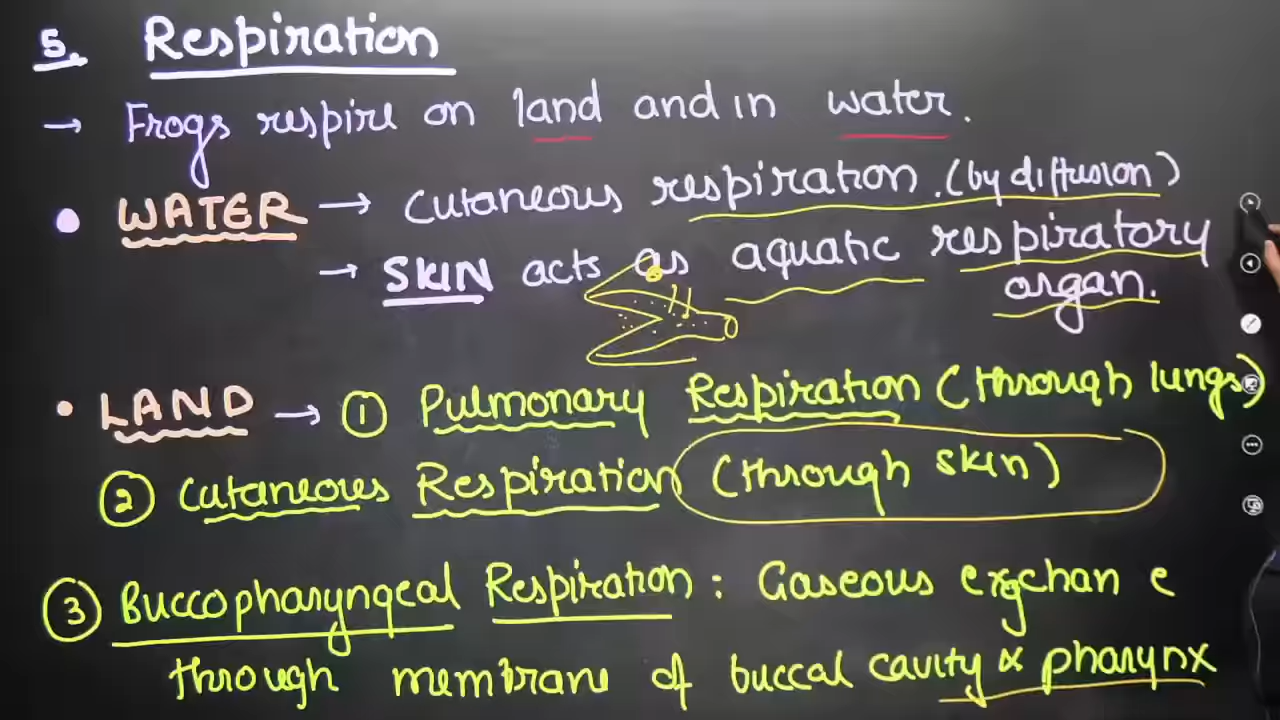 5. Respiration
→ Frogs respire on land and in water.
• WATER → Cutaneous respiration. (by diffusion)
→ SKIN acts as aquatic respiratory
organ.
• LAND → ① Pulmonary Respiration (through lungs)
② Cutaneous Respiration (through skin)
③ Buccopharyngeal Respiration : Gaseous exgchan e
through membrane of buccal cavity & pharynx